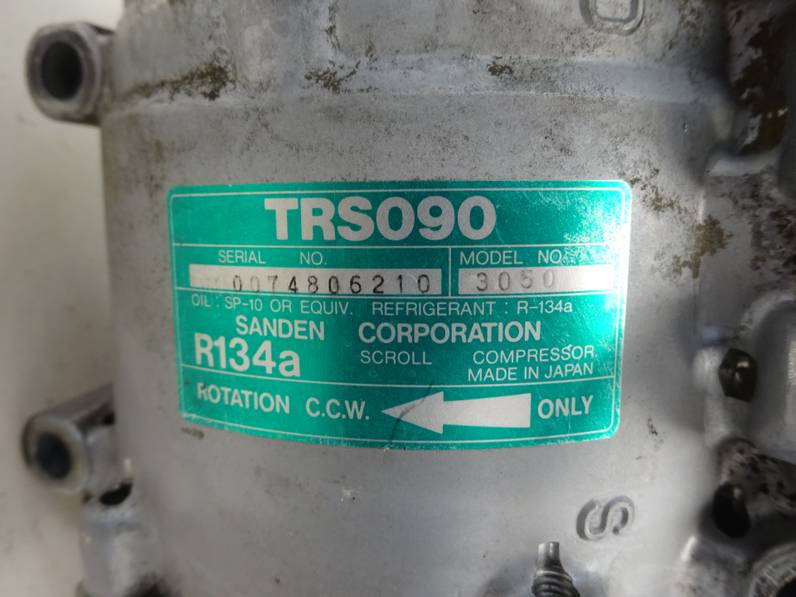 TRS090
SERIAL NO. MODEL NO.
0074806210 3050
OIL : SP-10 OR EQUIV. REFRIGERANT : R-134a
SANDEN CORPORATION
R134a SCROLL COMPRESSOR
MADE IN JAPAN
ROTATION C.C.W. ONLY
S